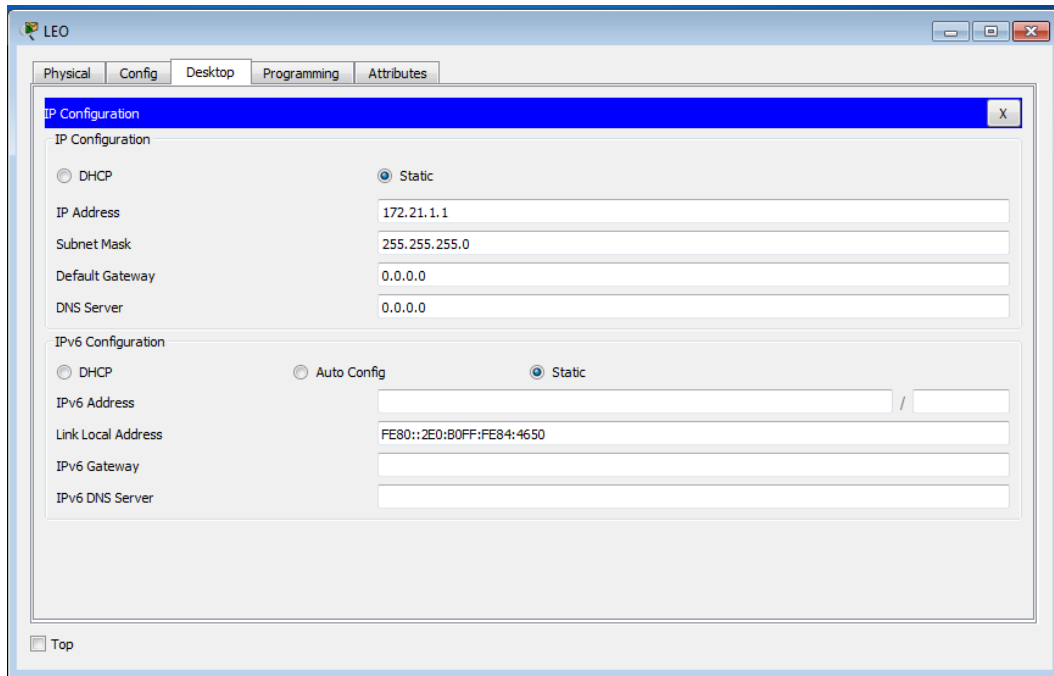 LEO
Physical Config Desktop Programming Attributes
IP Configuration X
IP Configuration
DHCP Static
IP Address 172.21.1.1
Subnet Mask 255.255.255.0
Default Gateway 0.0.0.0
DNS Server 0.0.0.0
IPv6 Configuration
DHCP Auto Config Static
IPv6 Address /
Link Local Address FE80::2E0:B0FF:FE84:4650
IPv6 Gateway
IPv6 DNS Server
Top